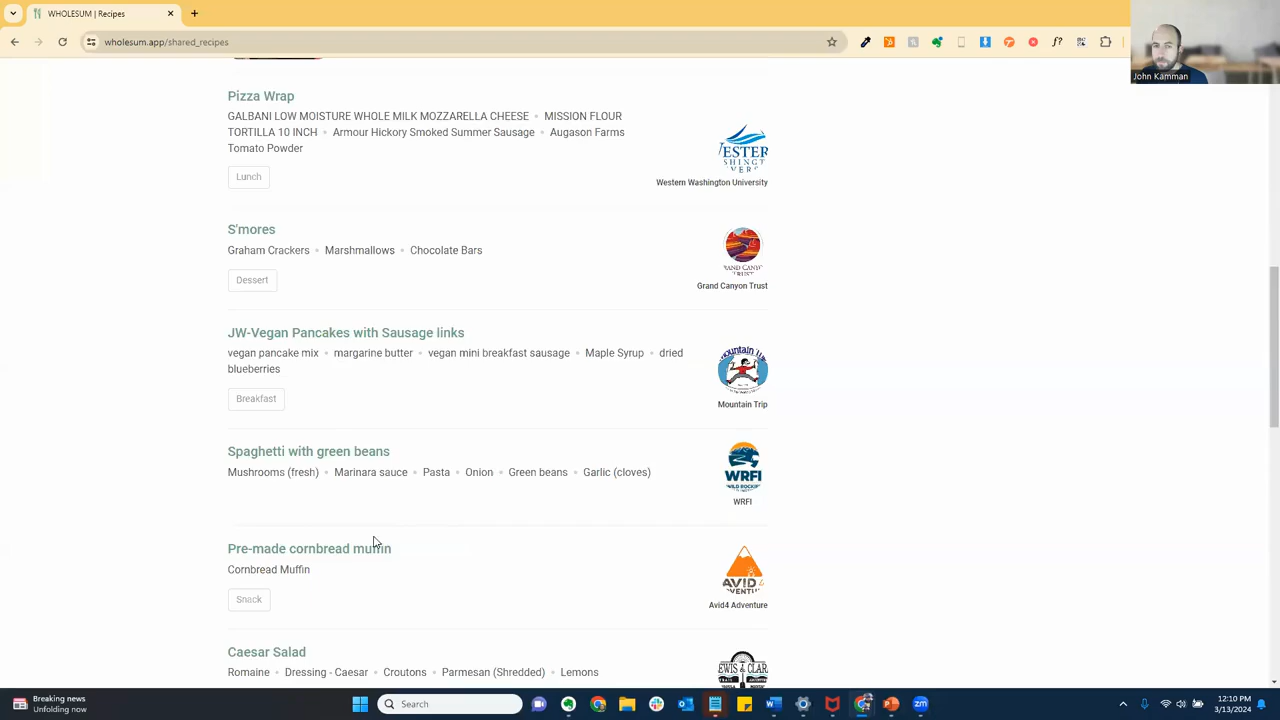 WHOLESUM | Recipes
wholesum.app/shared_recipes
John Kamman
Pizza Wrap
GALBANI LOW MOISTURE WHOLE MILK MOZZARELLA CHEESE • MISSION FLOUR
TORTILLA 10 INCH • Armour Hickory Smoked Summer Sausage • Augason Farms
Tomato Powder
Lunch
Western Washington University
S'mores
Graham Crackers • Marshmallows • Chocolate Bars
Dessert
Grand Canyon Trust
JW-Vegan Pancakes with Sausage links
vegan pancake mix • margarine butter • vegan mini breakfast sausage • Maple Syrup • dried
blueberries
Breakfast
Mountain Trip
Spaghetti with green beans
Mushrooms (fresh) • Marinara sauce • Pasta • Onion • Green beans • Garlic (cloves)
WRFI
WRFI
Pre-made cornbread muffin
Cornbread Muffin
Snack
AVID
Avid4 Adventure
Caesar Salad
Romaine • Dressing - Caesar • Croutons • Parmesan (Shredded) • Lemons
Breaking news
Unfolding now
Search
12:10 PM
3/13/2024